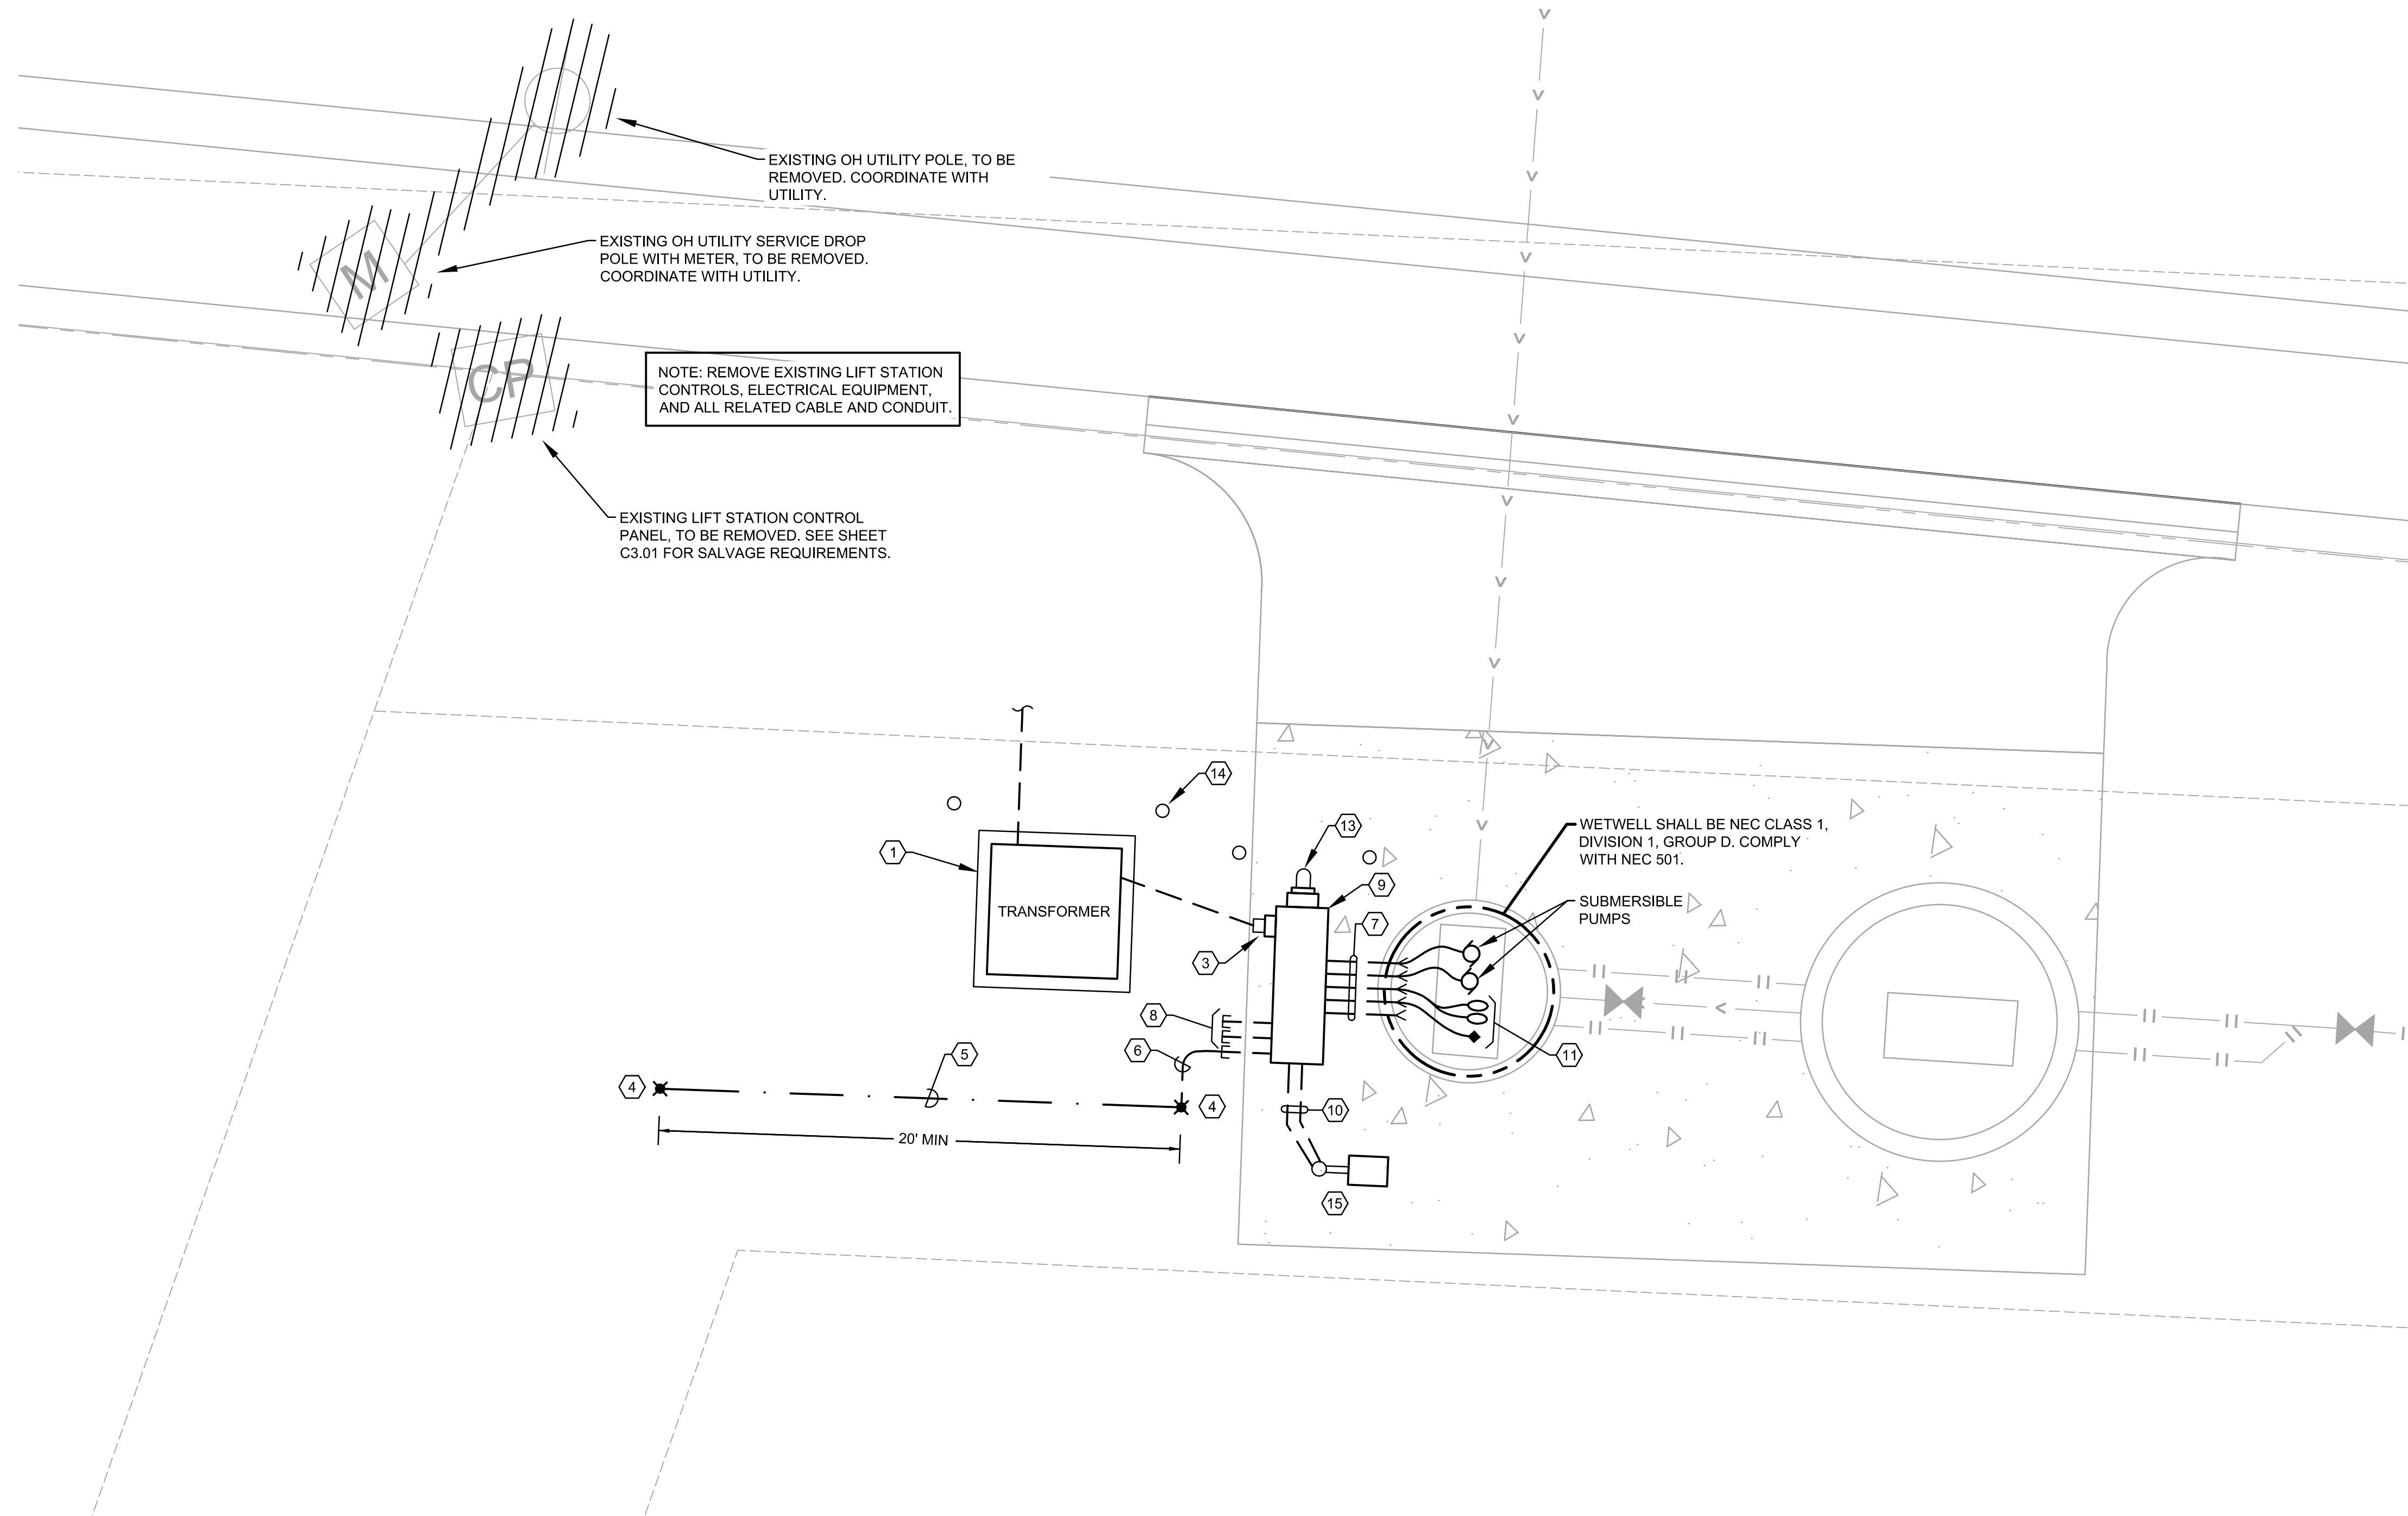 EXISTING OH UTILITY POLE, TO BE
REMOVED. COORDINATE WITH
UTILITY.
EXISTING OH UTILITY SERVICE DROP
POLE WITH METER, TO BE REMOVED.
COORDINATE WITH UTILITY.
M
CP
NOTE: REMOVE EXISTING LIFT STATION
CONTROLS, ELECTRICAL EQUIPMENT,
AND ALL RELATED CABLE AND CONDUIT.
EXISTING LIFT STATION CONTROL
PANEL, TO BE REMOVED. SEE SHEET
C3.01 FOR SALVAGE REQUIREMENTS.
14
13
1
WETWELL SHALL BE NEC CLASS 1,
DIVISION 1, GROUP D. COMPLY
WITH NEC 501.
9
SUBMERSIBLE
PUMPS
TRANSFORMER
7
3
8
6
5
11
4
4
10
20' MIN
15